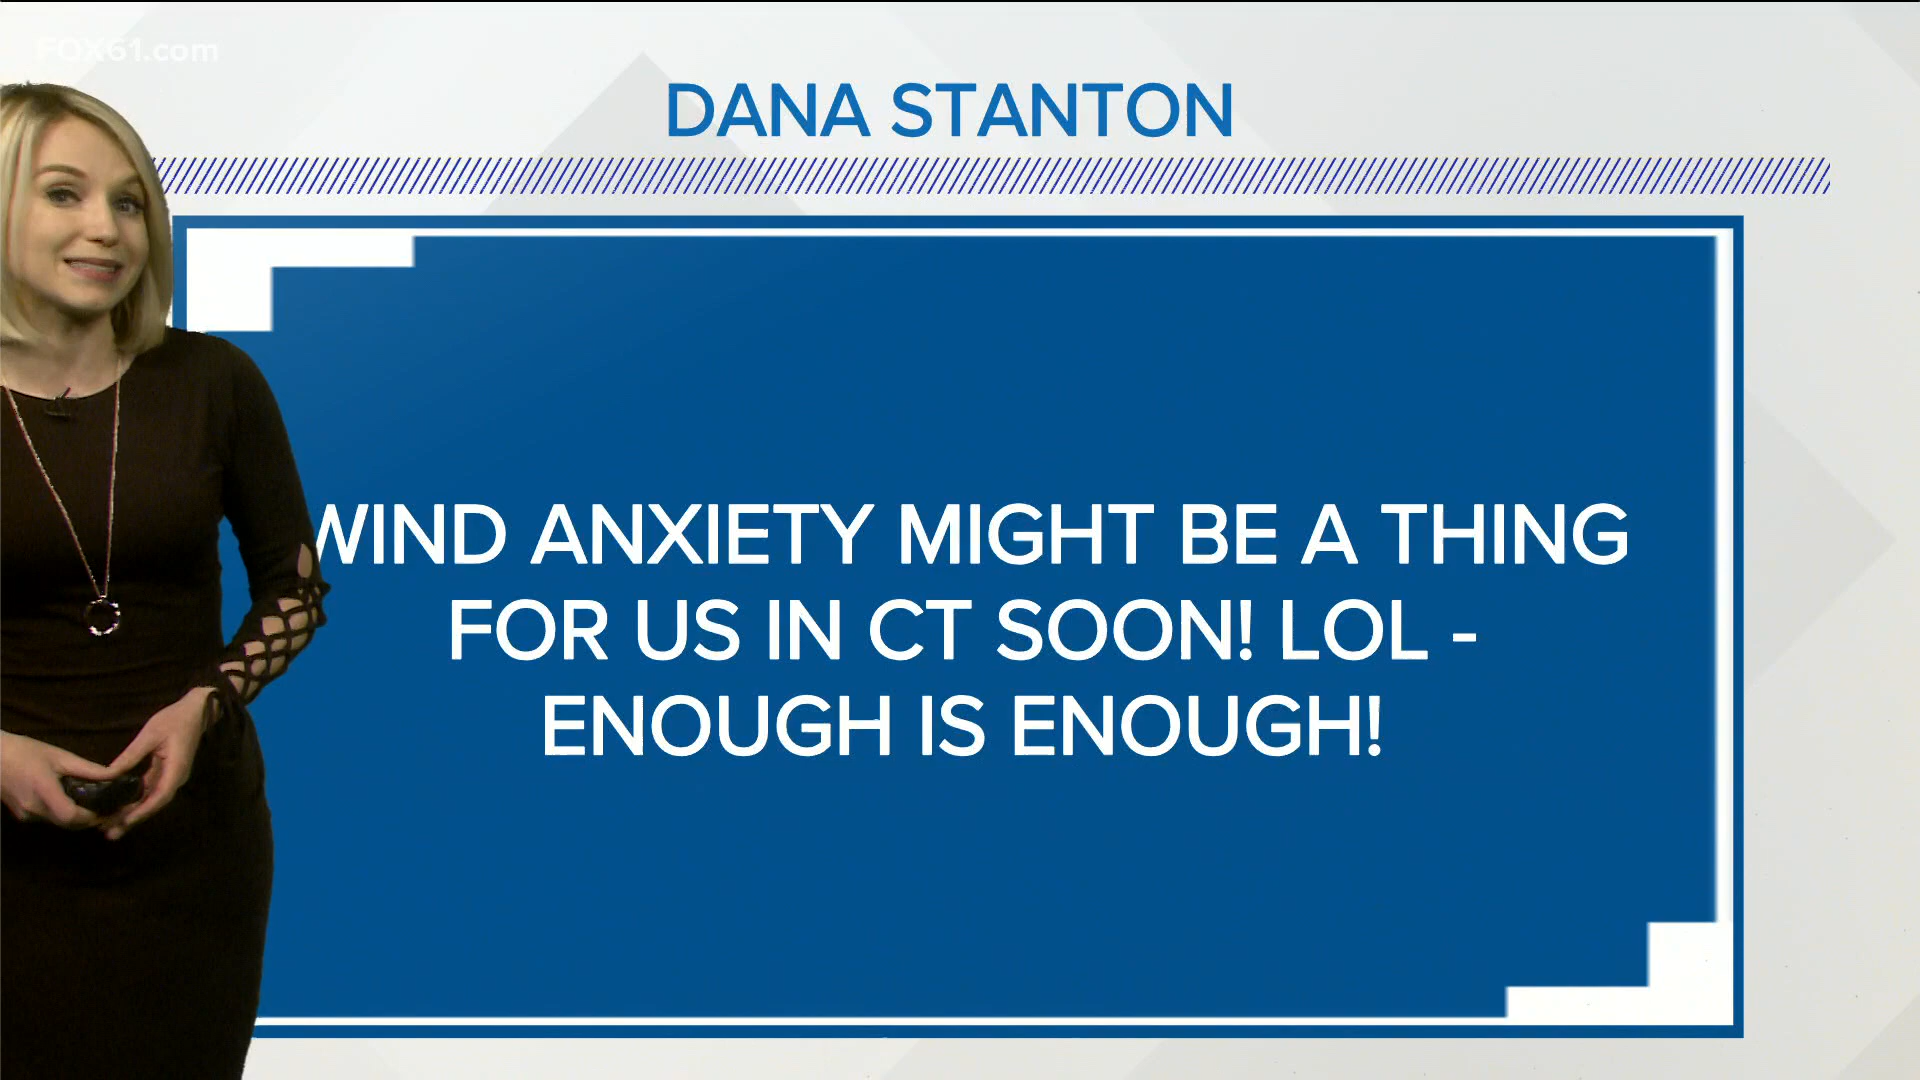 FOX61.com
DANA STANTON
WIND ANXIETY MIGHT BE A THING
FOR US IN CT SOON! LOL -
ENOUGH IS ENOUGH!